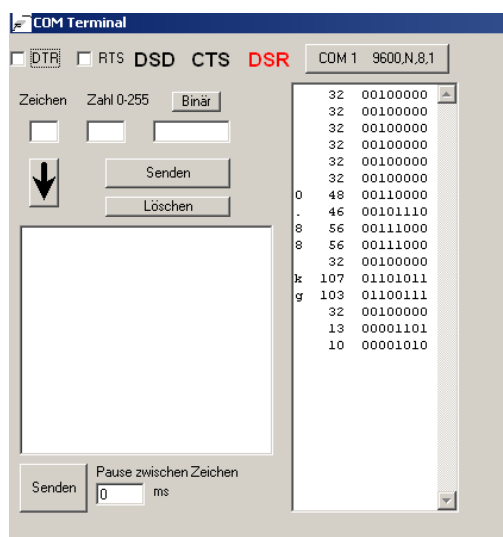 COM Terminal
DTR RTS DSD CTS DSR COM 1 9600,N,8,1
Zeichen Zahl 0-255 Binär
Senden
Löschen
32 00100000
32 00100000
32 00100000
32 00100000
32 00100000
32 00100000
0 48 00110000
. 46 00101110
8 56 00111000
8 56 00111000
32 00100000
k 107 01101011
g 103 01100111
32 00100000
13 00001101
10 00001010
Senden
Pause zwischen Zeichen
0 ms